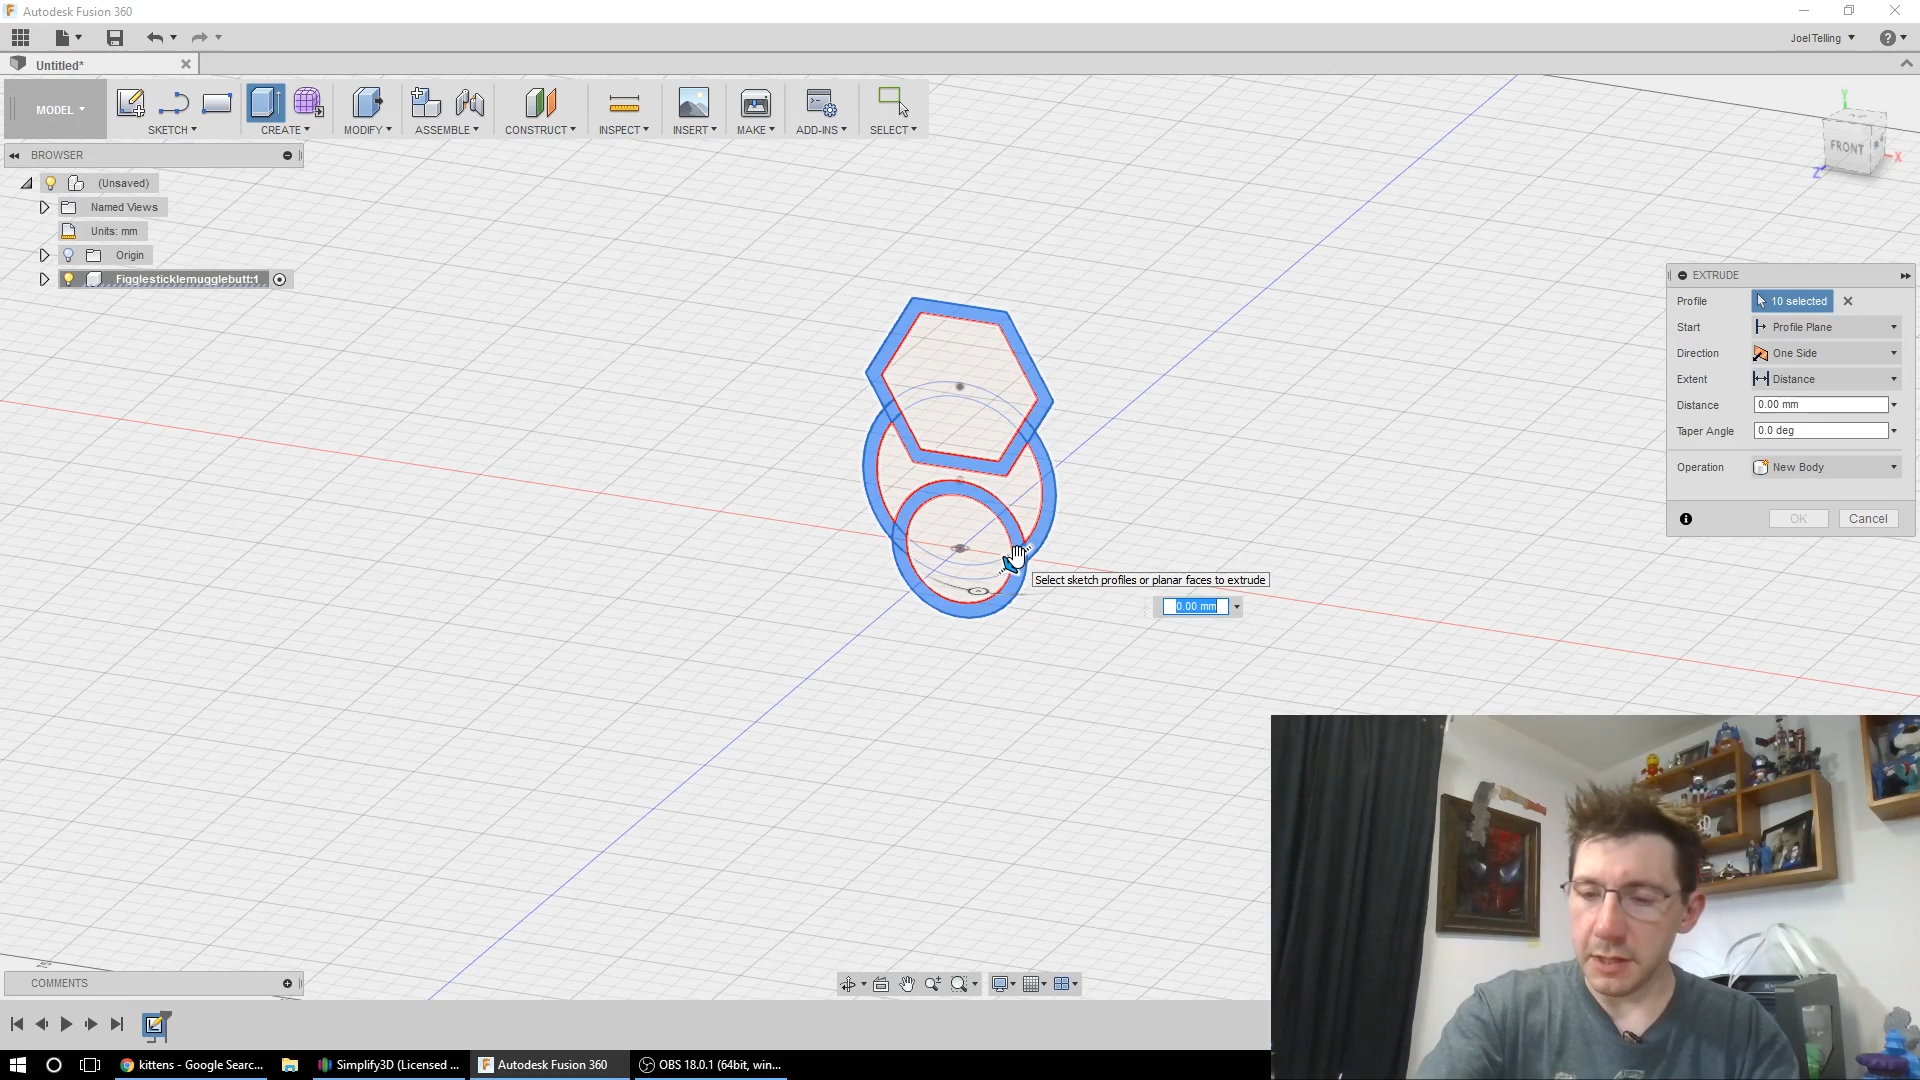 Autodesk Fusion 360
Joel Telling
Untitled*
MODEL
SKETCH
CREATE
MODIFY
ASSEMBLE
CONSTRUCT
INSPECT
INSERT
MAKE
ADD-INS
SELECT
Y
FRONT
X
Z
BROWSER
(Unsaved)
Named Views
Units: mm
Origin
Figglesticklemugglebutt:1
EXTRUDE
Profile
10 selected
Start
Profile Plane
Direction
One Side
Extent
Distance
Distance
0.00 mm
Taper Angle
0.0 deg
Operation
New Body
OK
Cancel
Select sketch profiles or planar faces to extrude
0.00 mm
COMMENTS
kittens - Google Searc...
Simplify3D (Licensed ...
Autodesk Fusion 360
OBS 18.0.1 (64bit, win...